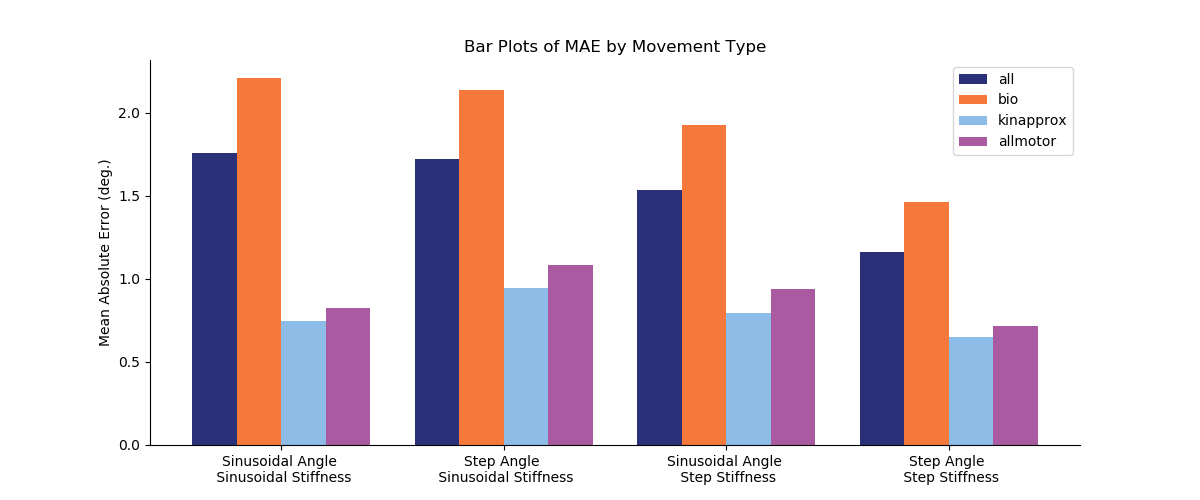 Bar Plots of MAE by Movement Type
all
bio
kinapprox
allmotor
Mean Absolute Error (deg.)
2.0
1.5
1.0
0.5
0.0
Sinusoidal Angle
Sinusoidal Stiffness
Step Angle
Sinusoidal Stiffness
Sinusoidal Angle
Step Stiffness
Step Angle
Step Stiffness